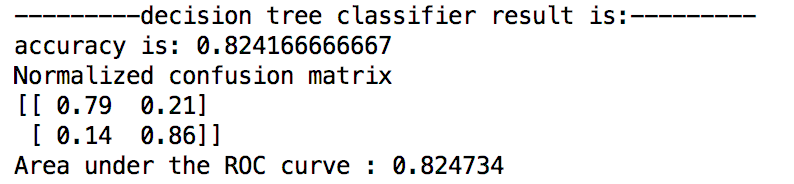 ---------decision tree classifier result is:---------
accuracy is: 0.824166666667
Normalized confusion matrix
[[ 0.79  0.21]
 [ 0.14  0.86]]
Area under the ROC curve : 0.824734